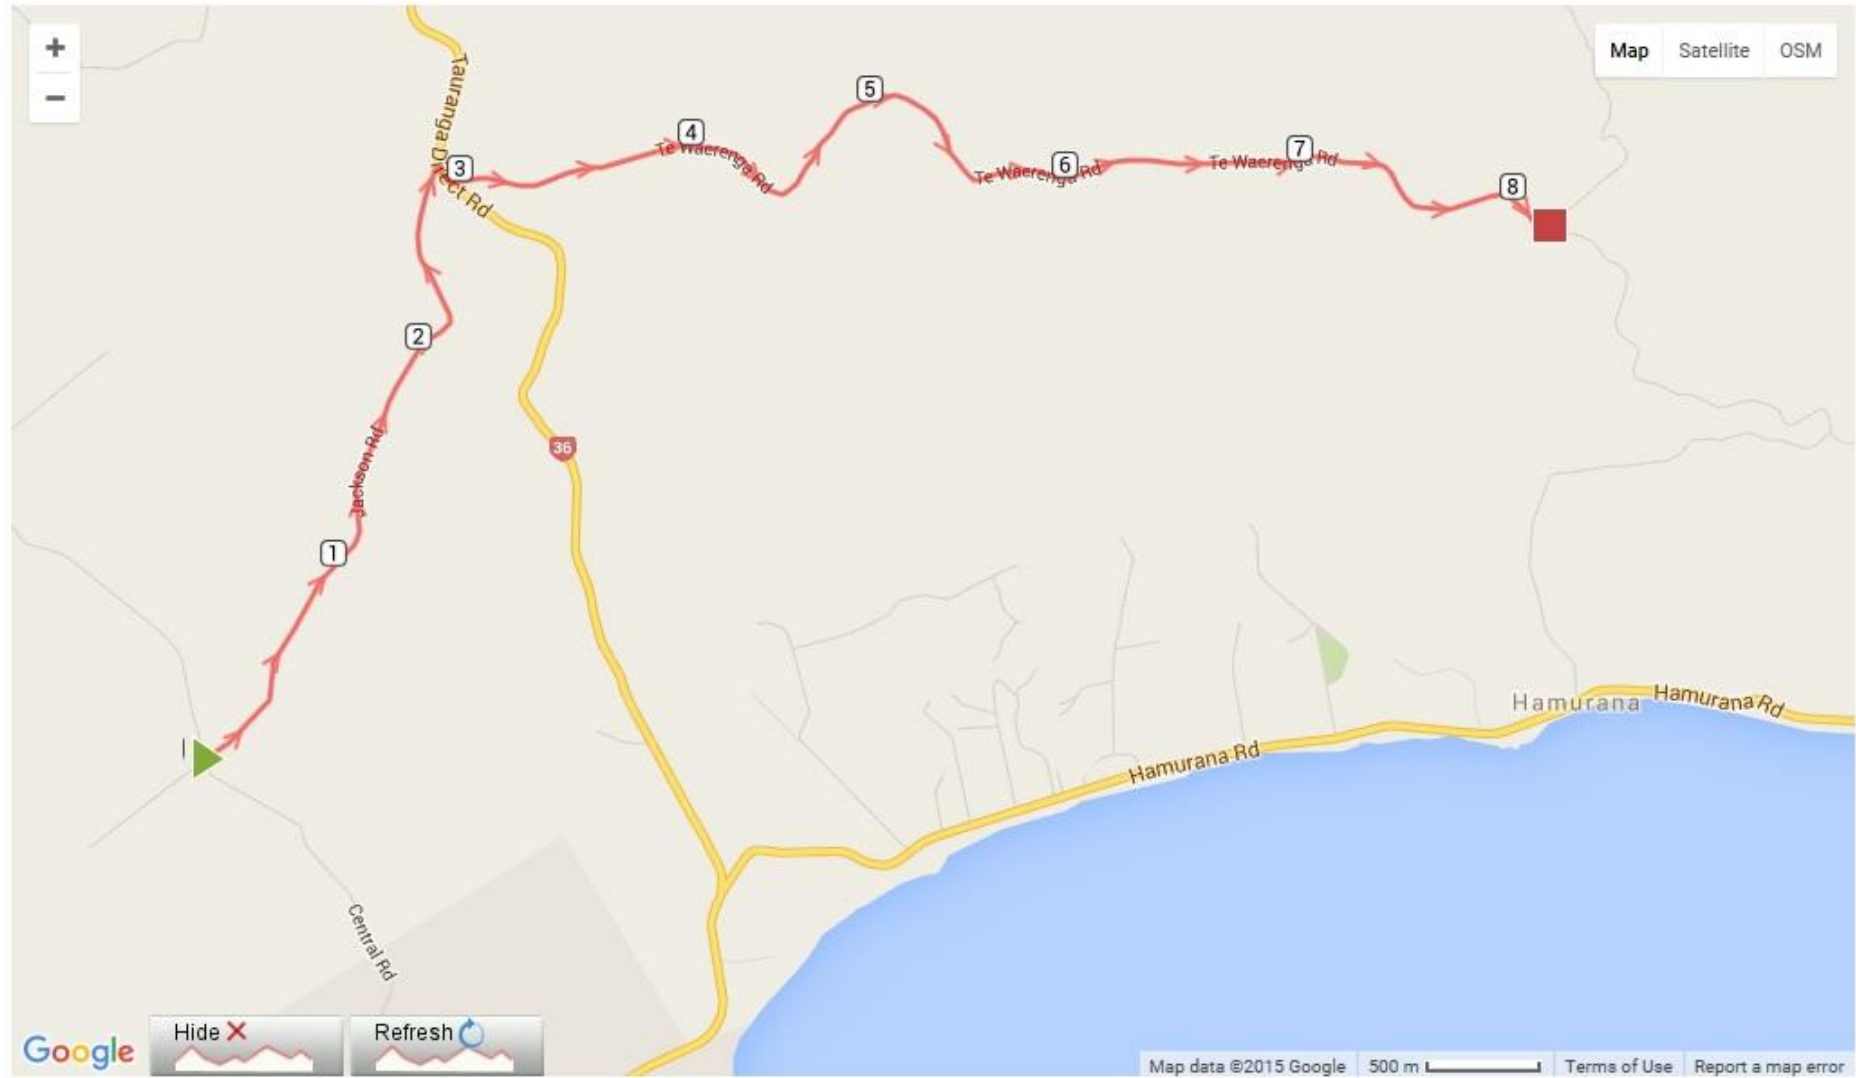 +
Map Satellite OSM
−
Tauranga Direct Rd
5
4
7
3
6
8
Te Waerenga Rd
Te Waerenga Rd
Te Waerenga Rd
2
36
Jackson Rd
1
Hamurana
Hamurana Rd
Hamurana Rd
Central Rd
Hide
Refresh
Google
Map data ©2015 Google 500 m Terms of Use Report a map error